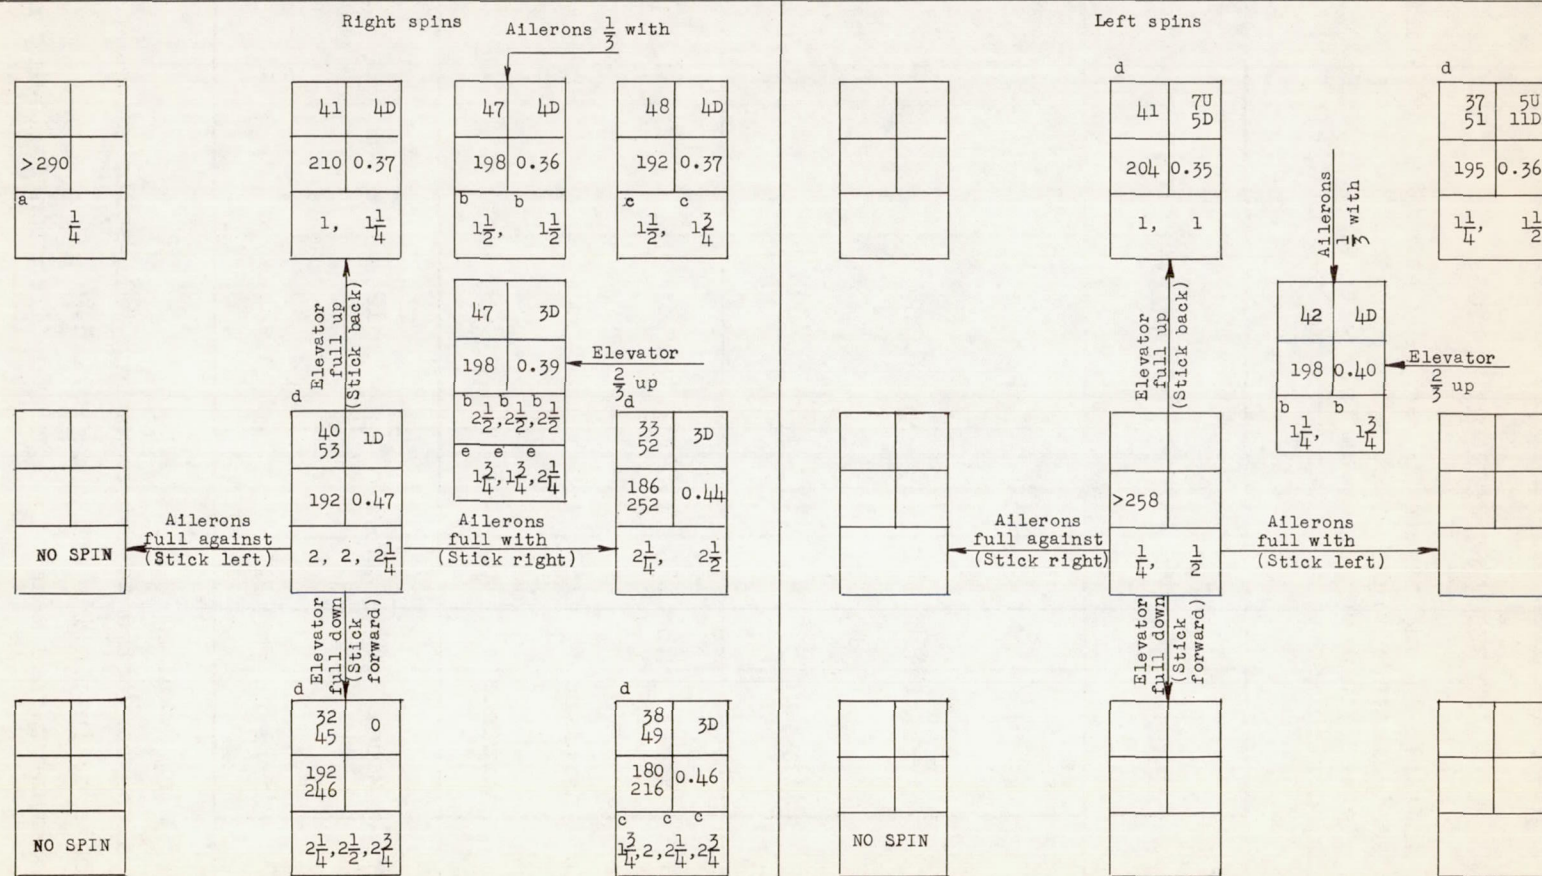 Right spins
Ailerons 1/3 with
>290
a
1/4
41 4D
210 0.37
1, 1 1/4
47 4D
198 0.36
b b
1 1/2, 1 1/2
48 4D
192 0.37
c c
1 1/2, 1 3/4
Elevator
full up
(Stick back)
47 3D
198 0.39
b b b
2 1/2, 2 1/2, 2 1/2
e e e
1 3/4, 1 3/4, 2 1/4
Elevator
2/3 up
NO SPIN
Ailerons
full against
(Stick left)
d
40
53
1D
192 0.47
2, 2, 2 1/4
Ailerons
full with
(Stick right)
d
33
52
3D
186
252
0.44
2 1/4, 2 1/2
Elevator
full down
(Stick
forward)
NO SPIN
d
32
45
0
192
246
2 1/4, 2 1/2, 2 3/4
d
38
49
3D
180
216
0.46
c c c
1 3/4, 2, 2 1/4, 2 3/4
Left spins
d
41
7U
5D
204 0.35
1, 1
d
37
51
5U
11D
195 0.36
1 1/4, 1 1/2
Elevator
full up
(Stick back)
Ailerons
1/3 with
42 4D
198 0.40
b b
1 1/4, 1 3/4
Elevator
2/3 up
Ailerons
full against
(Stick right)
>258
1/4, 1/2
Ailerons
full with
(Stick left)
Elevator
full down
(Stick
forward)
NO SPIN